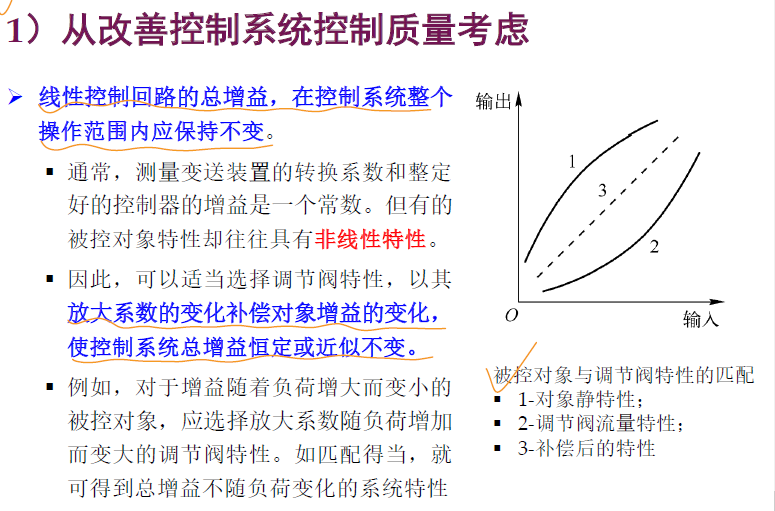 1）从改善控制系统控制质量考虑
➢ 线性控制回路的总增益，在控制系统整个
操作范围内应保持不变。
▪ 通常，测量变送装置的转换系数和整定
好的控制器的增益是一个常数。但有的
被控对象特性却往往具有非线性特性。
▪ 因此，可以适当选择调节阀特性，以其
放大系数的变化补偿对象增益的变化，
使控制系统总增益恒定或近似不变。
▪ 例如，对于增益随着负荷增大而变小的
被控对象，应选择放大系数随负荷增加
而变大的调节阀特性。如匹配得当，就
可得到总增益不随负荷变化的系统特性
输出
1
3
2
O
输入
被控对象与调节阀特性的匹配
▪ 1-对象静特性；
▪ 2-调节阀流量特性；
▪ 3-补偿后的特性